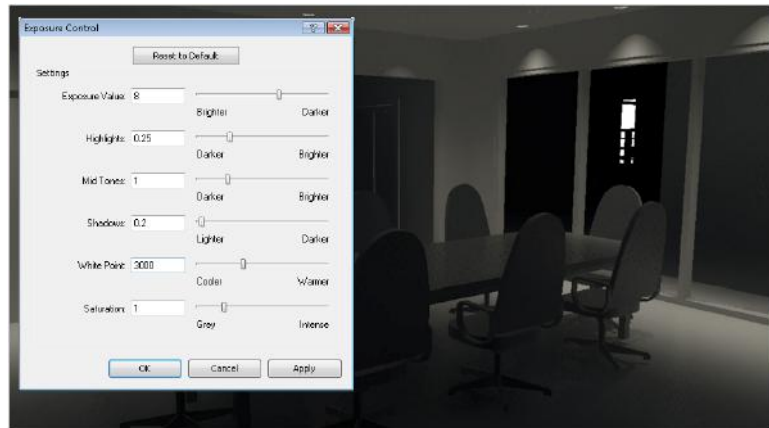 Exposure Control
Reset to Default
Settings
Exposure Value: 8
Brighter Darker
Highlights: 0.25
Darker Brighter
Mid Tones: 1
Darker Brighter
Shadows: 0.2
Lighter Darker
White Point: 3000
Cooler Warmer
Saturation: 1
Grey Intense
OK Cancel Apply